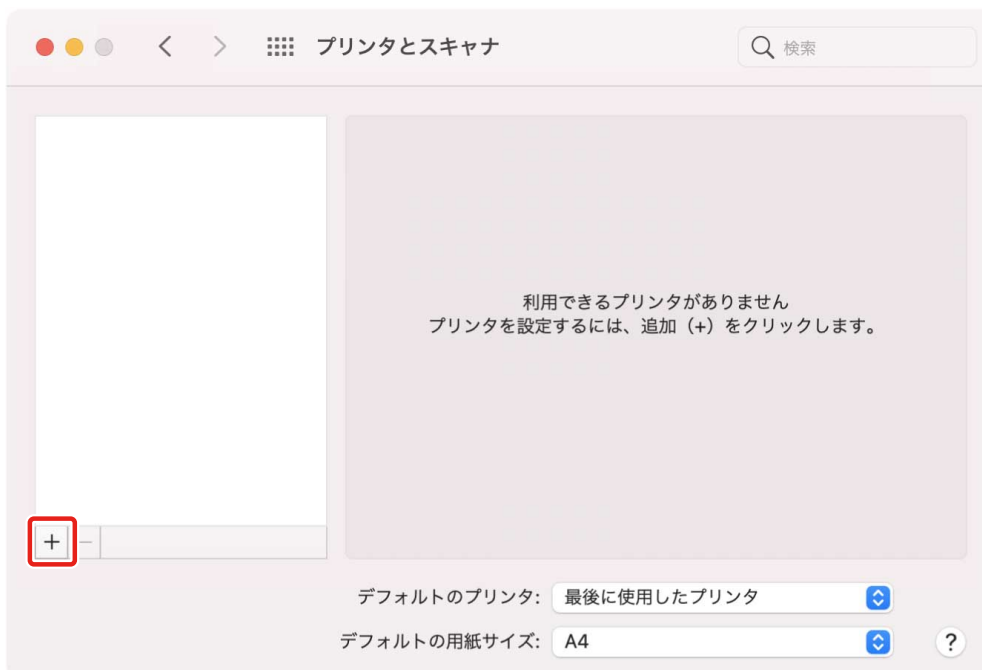 プリンタとスキャナ
検索
利用できるプリンタがありません
プリンタを設定するには、追加（+）をクリックします。
+ −
デフォルトのプリンタ: 最後に使用したプリンタ
デフォルトの用紙サイズ: A4
?